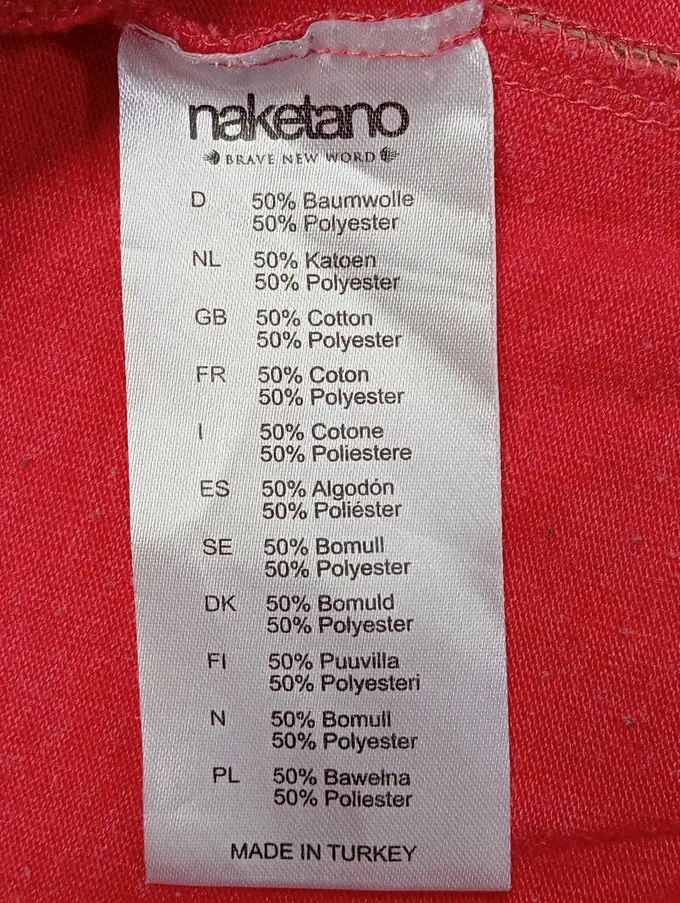 naketano
BRAVE NEW WORD
D 50% Baumwolle
50% Polyester
NL 50% Katoen
50% Polyester
GB 50% Cotton
50% Polyester
FR 50% Coton
50% Polyester
I 50% Cotone
50% Poliestere
ES 50% Algodón
50% Poliéster
SE 50% Bomull
50% Polyester
DK 50% Bomuld
50% Polyester
FI 50% Puuvilla
50% Polyesteri
N 50% Bomull
50% Polyester
PL 50% Bawełna
50% Poliester
MADE IN TURKEY